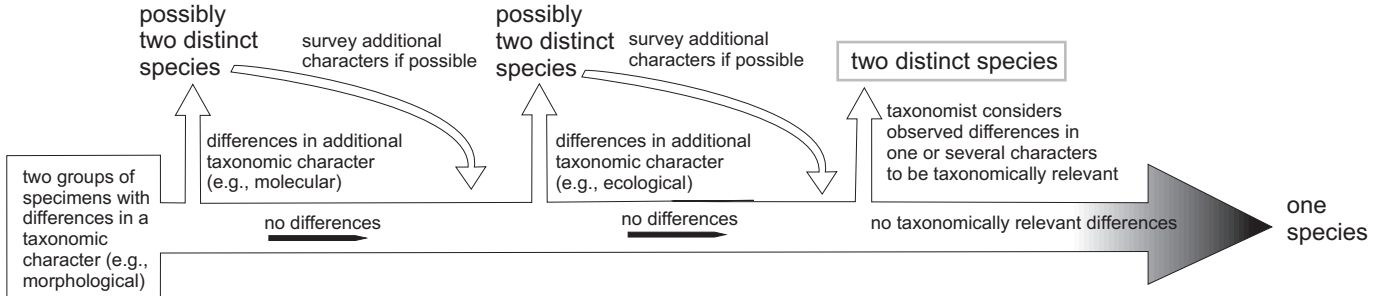 two groups of
specimens with
differences in a
taxonomic
character (e.g.,
morphological)
possibly
two distinct
species
differences in additional
taxonomic character
(e.g., molecular)
survey additional
characters if possible
no differences
possibly
two distinct
species
differences in additional
taxonomic character
(e.g., ecological)
survey additional
characters if possible
no differences
two distinct species
taxonomist considers
observed differences in
one or several characters
to be taxonomically relevant
no taxonomically relevant differences
one
species